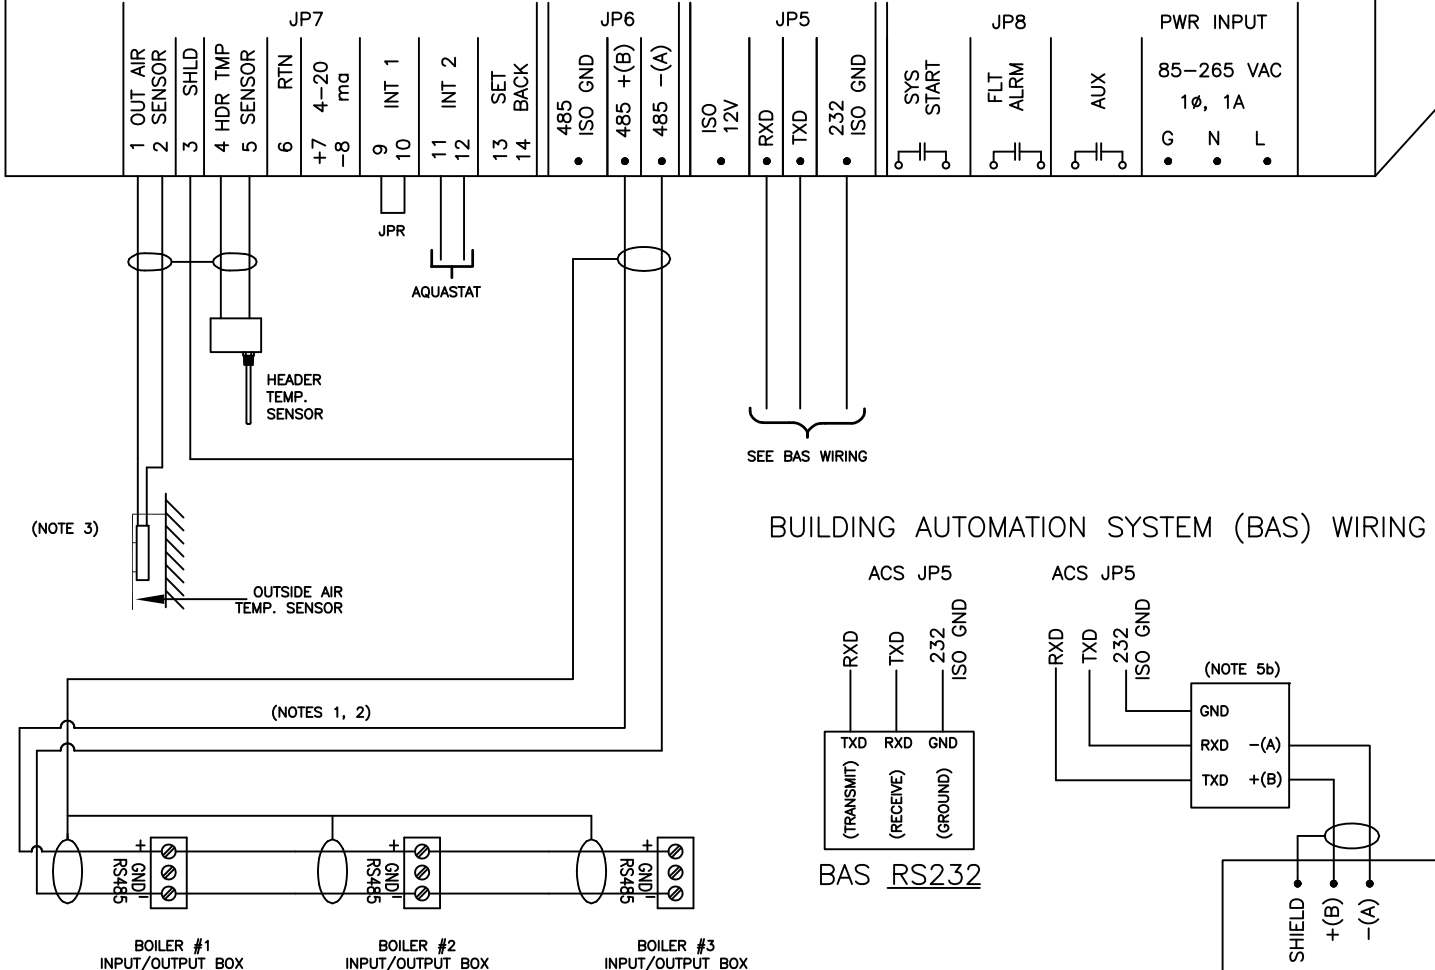 JP7
JP6
JP5
JP8
PWR INPUT
1 OUT AIR
2 SENSOR
3 SHLD
4 HDR TMP
5 SENSOR
6 RTN
+7 4-20
-8 ma
9 INT 1
10
11 INT 2
12
13 SET
14 BACK
485
ISO GND
485 +(B)
485 -(A)
ISO
12V
RXD
TXD
232
ISO GND
SYS
START
FLT
ALRM
AUX
85-265 VAC
1ø, 1A
G N L
JPR
AQUASTAT
HEADER
TEMP.
SENSOR
SEE BAS WIRING
(NOTE 3)
OUTSIDE AIR
TEMP. SENSOR
(NOTES 1, 2)
BUILDING AUTOMATION SYSTEM (BAS) WIRING
ACS JP5
RXD
TXD
232
ISO GND
TXD RXD GND
(TRANSMIT)
(RECEIVE)
(GROUND)
BAS RS232
ACS JP5
RXD
TXD
232
ISO GND
(NOTE 5b)
GND
RXD -(A)
TXD +(B)
SHIELD
+(B)
-(A)
+ GND -
RS485
+ GND -
RS485
+ GND -
RS485
BOILER #1
INPUT/OUTPUT BOX
BOILER #2
INPUT/OUTPUT BOX
BOILER #3
INPUT/OUTPUT BOX